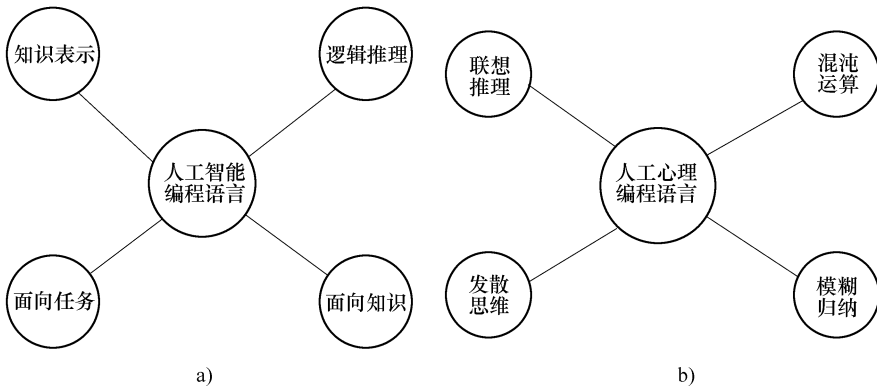 知识表示
逻辑推理
人工智能
编程语言
面向任务
面向知识
a)
联想
推理
混沌
运算
人工心理
编程语言
发散
思维
模糊
归纳
b)